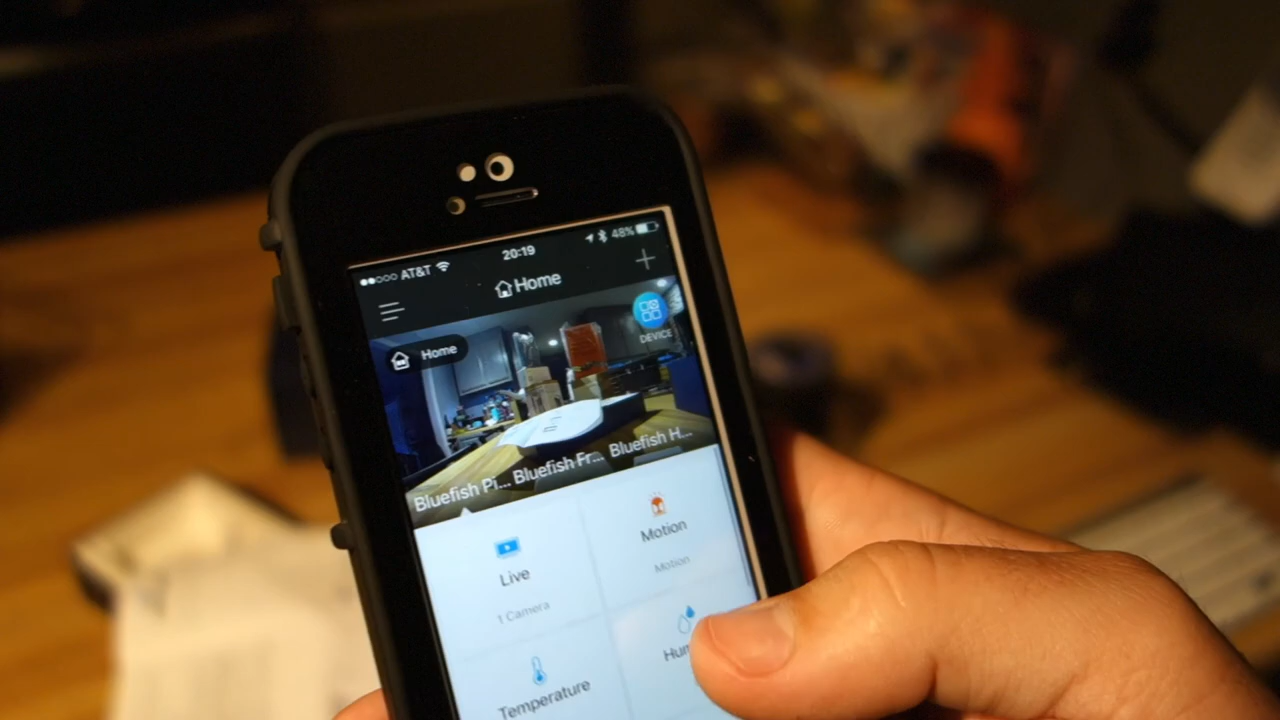 AT&T 20:19 48%
Home
DEVICE
Home
Bluefish Pi... Bluefish Fr... Bluefish H...
Live
1 Camera
Motion
Motion
Temperature